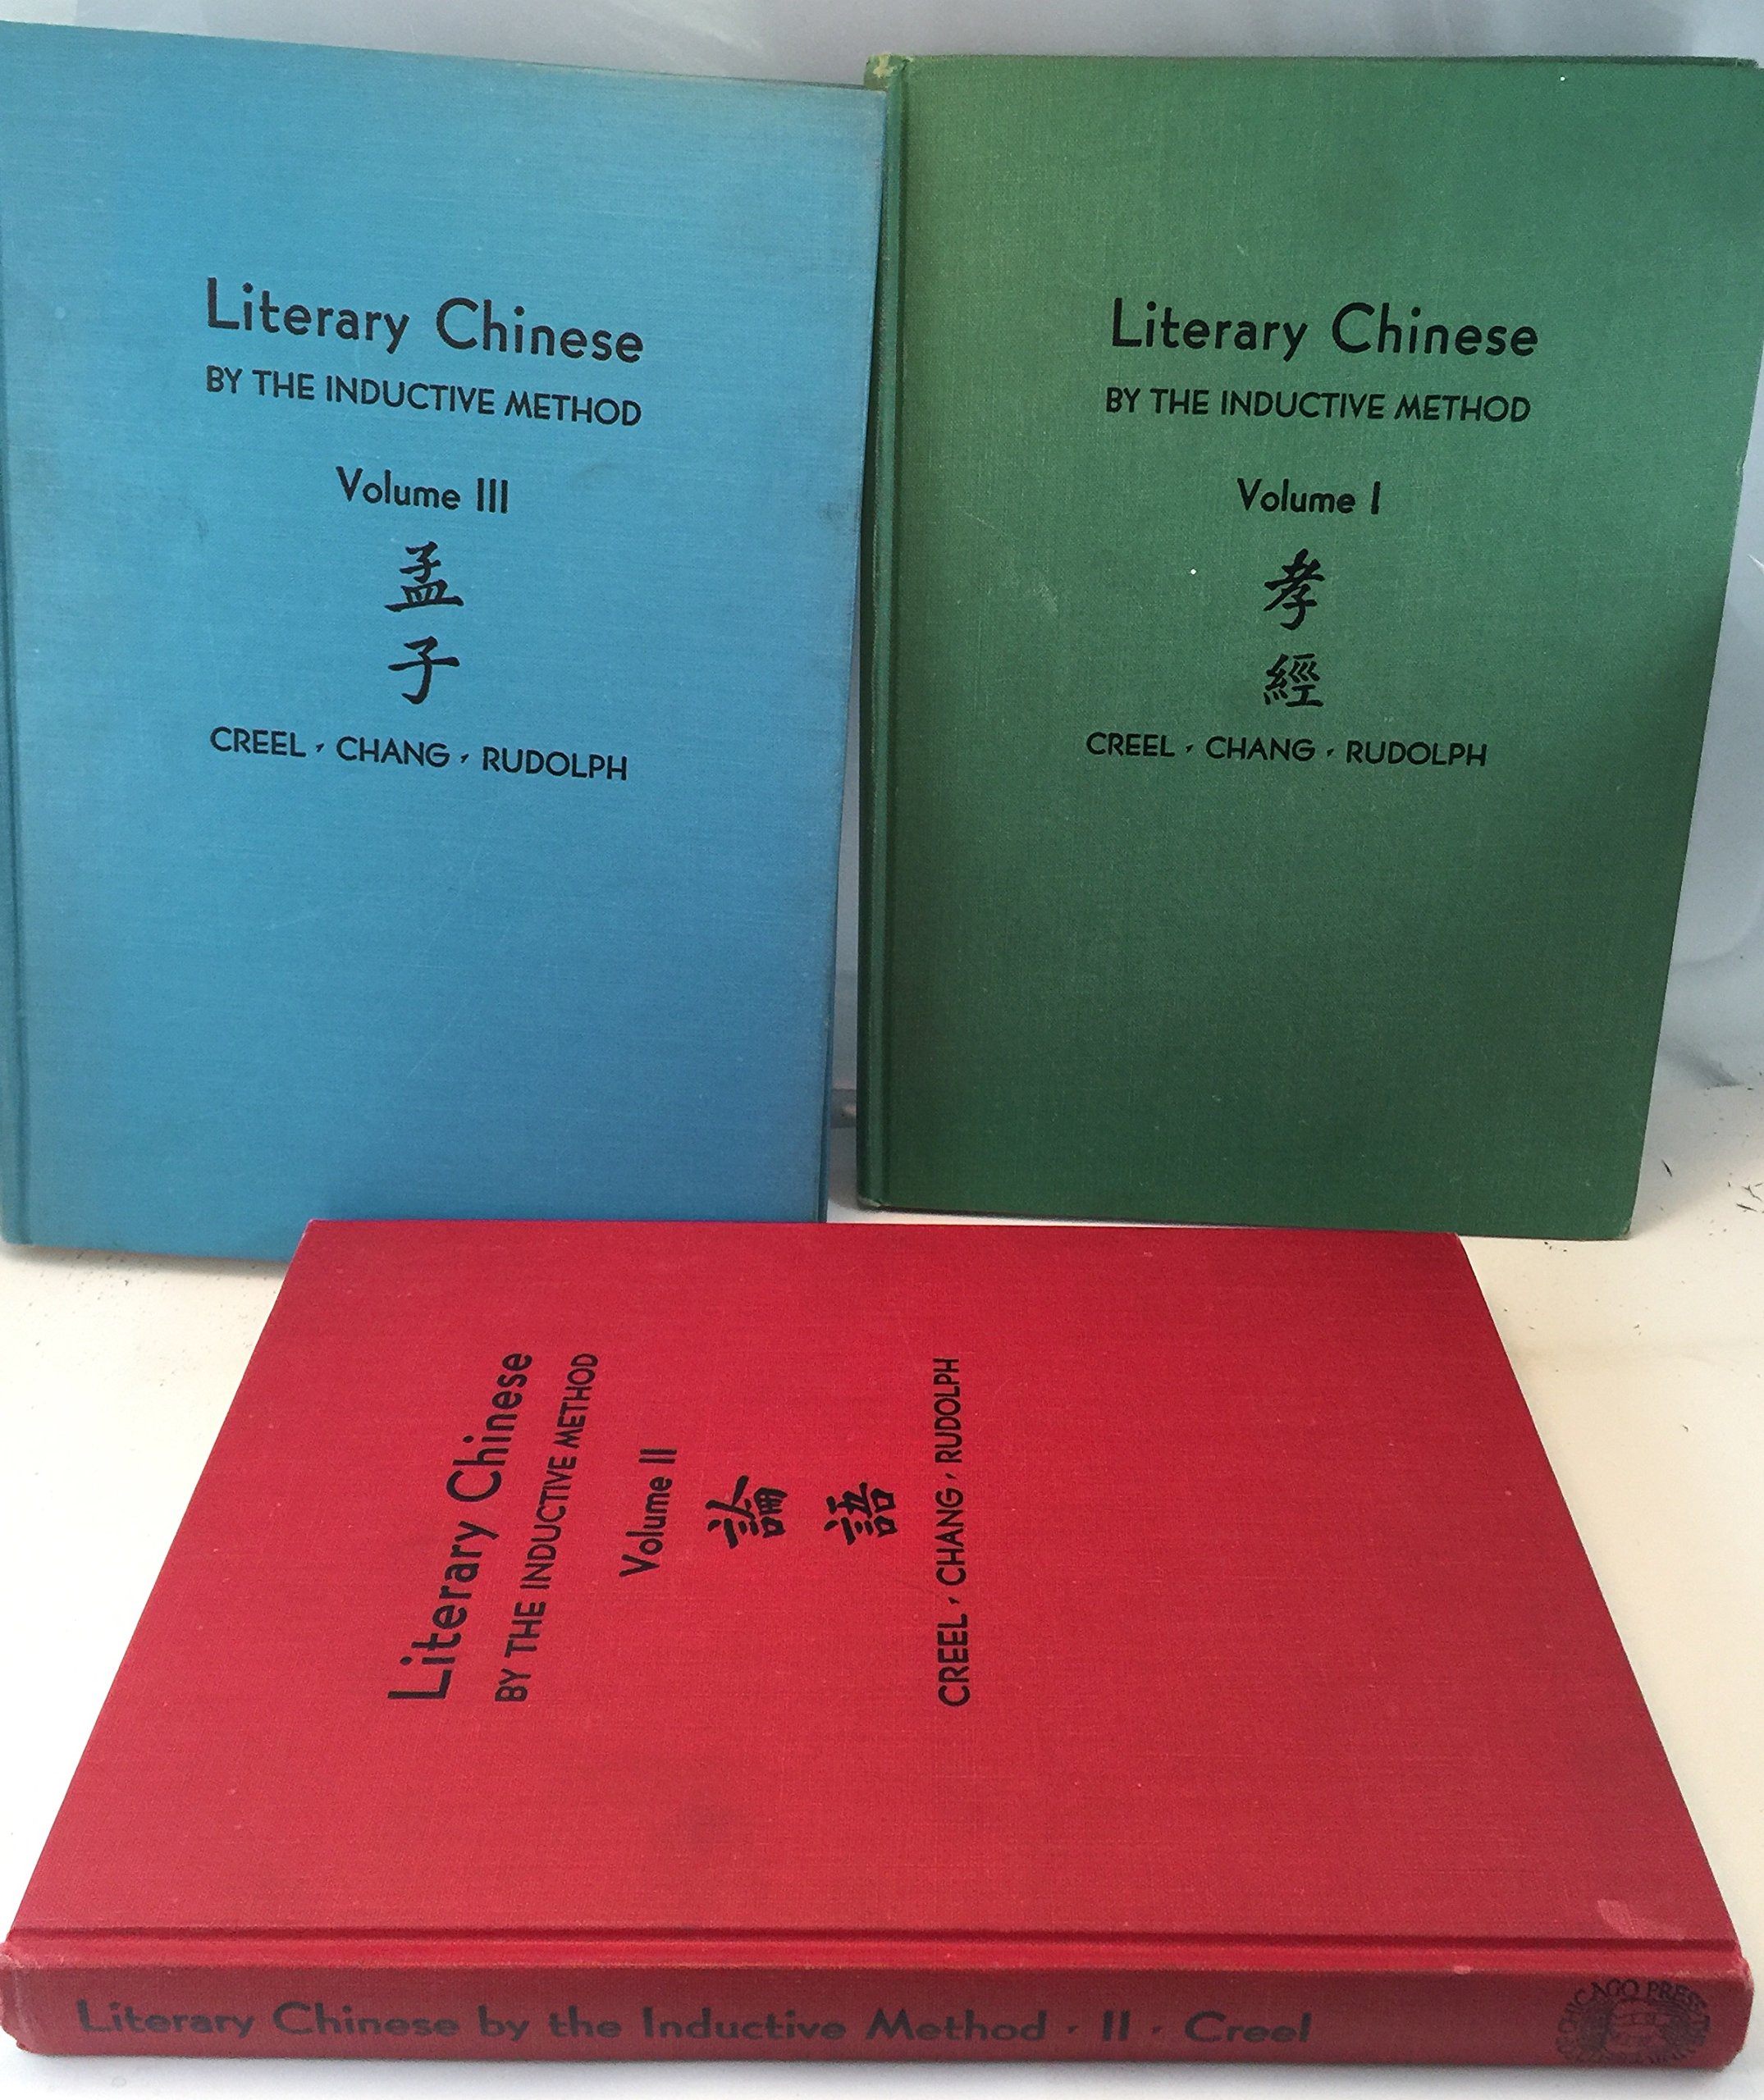 Literary Chinese
BY THE INDUCTIVE METHOD
Volume III
孟
子
CREEL · CHANG · RUDOLPH
Literary Chinese
BY THE INDUCTIVE METHOD
Volume I
孝
經
CREEL · CHANG · RUDOLPH
Literary Chinese
BY THE INDUCTIVE METHOD
Volume II
論
語
CREEL · CHANG · RUDOLPH
Literary Chinese by the Inductive Method · II · Creel
CHICAGO PRESS